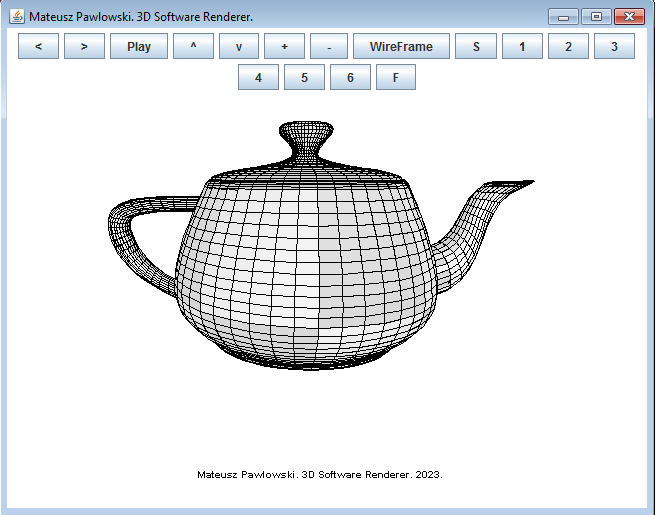 Mateusz Pawlowski. 3D Software Renderer.
< > Play ^ v + - WireFrame S 1 2 3
4 5 6 F
Mateusz Pawlowski. 3D Software Renderer. 2023.